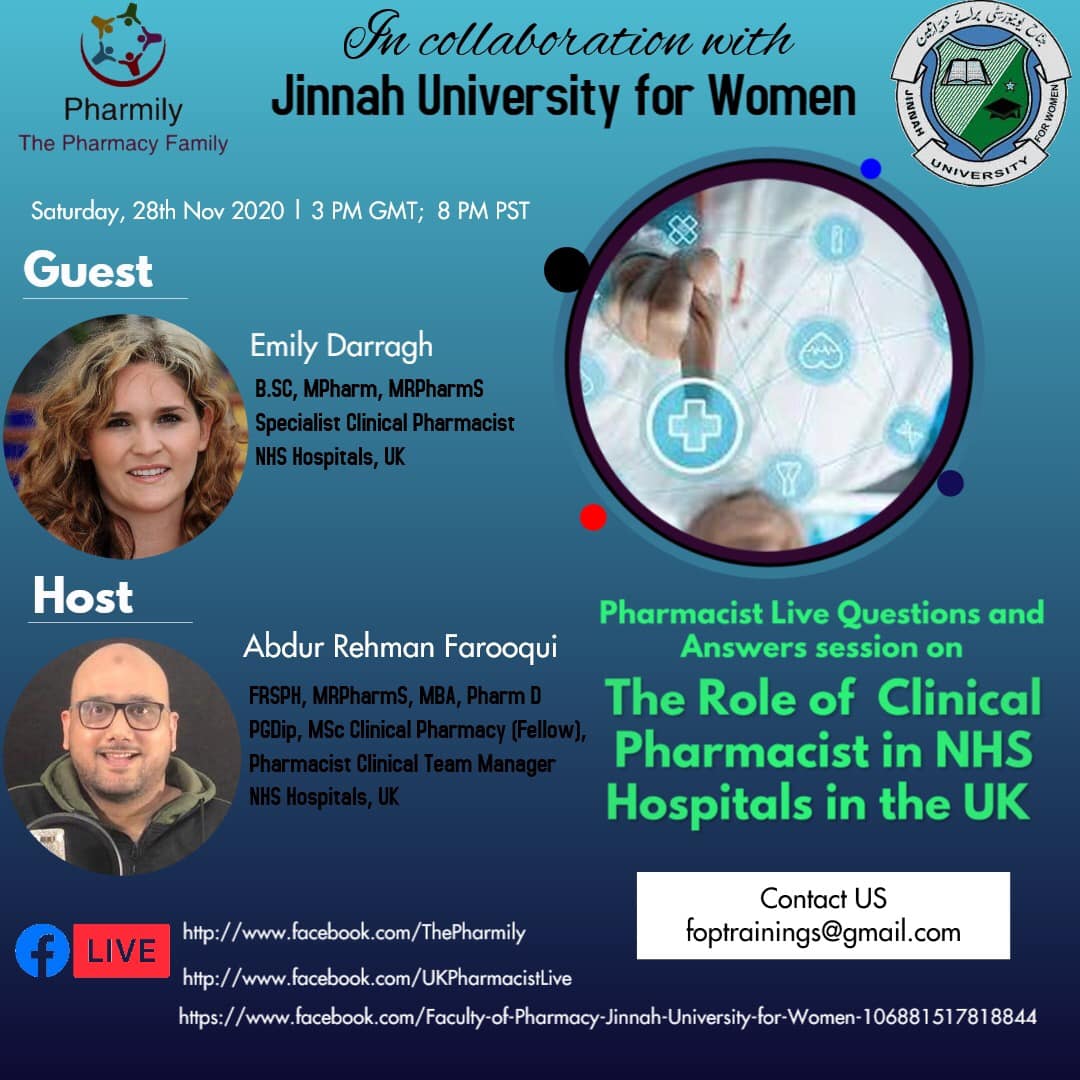 Pharmily
The Pharmacy Family
In collaboration with
Jinnah University for Women
جناح یونیورسٹی برائے خواتین
JINNAH UNIVERSITY FOR WOMEN
Saturday, 28th Nov 2020 | 3 PM GMT; 8 PM PST
Guest
Emily Darragh
B.SC, MPharm, MRPharmS
Specialist Clinical Pharmacist
NHS Hospitals, UK
Host
Abdur Rehman Farooqui
FRSPH, MRPharmS, MBA, Pharm D
PGDip, MSc Clinical Pharmacy (Fellow),
Pharmacist Clinical Team Manager
NHS Hospitals, UK
Pharmacist Live Questions and
Answers session on
The Role of Clinical
Pharmacist in NHS
Hospitals in the UK
Contact US
foptrainings@gmail.com
f LIVE
http://www.facebook.com/ThePharmily
http://www.facebook.com/UKPharmacistLive
https://www.facebook.com/Faculty-of-Pharmacy-Jinnah-University-for-Women-106881517818844